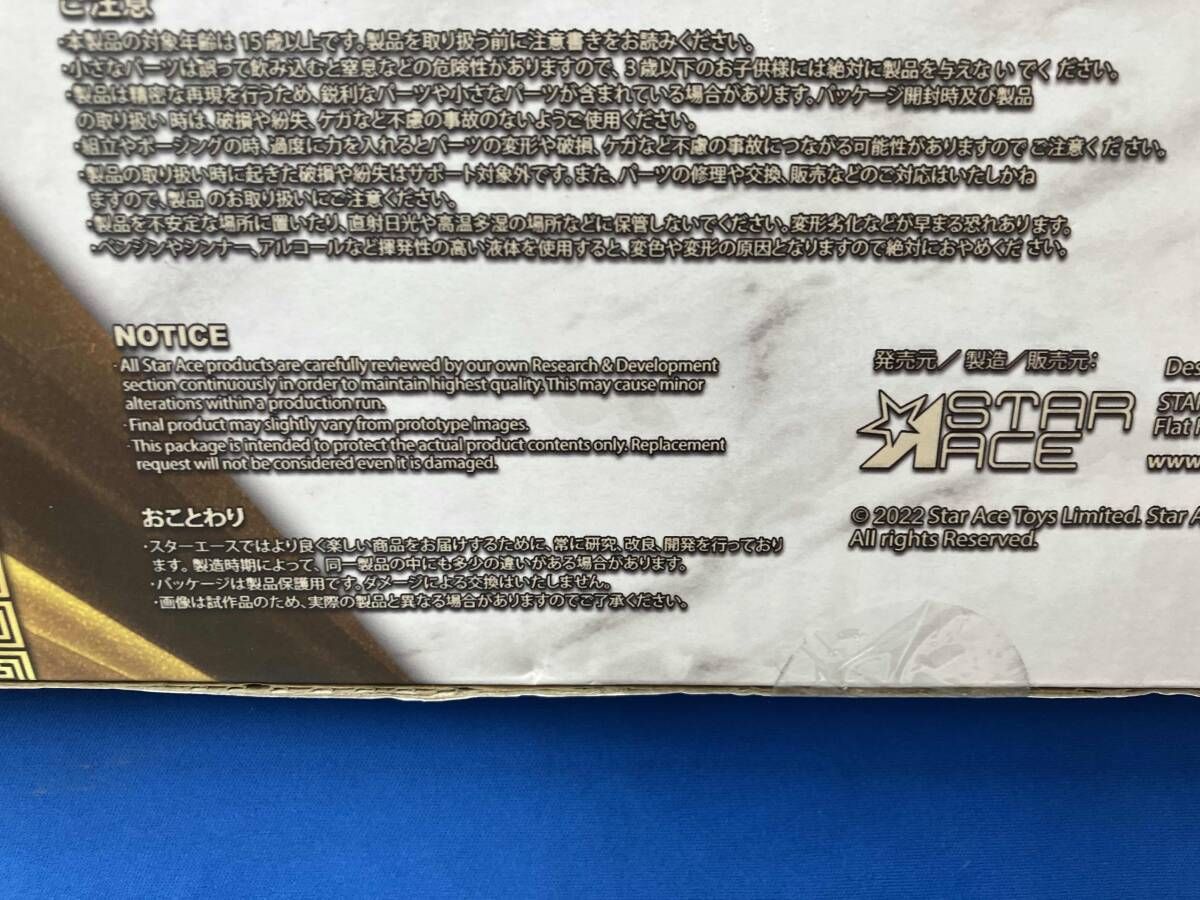 ご注意
・本製品の対象年齢は 15歳以上です。製品を取り扱う前に注意書きをお読みください。
・小さなパーツは誤って飲み込むと窒息などの危険性がありますので、3歳以下のお子供様には絶対に製品を与えな い でく ださい。
・製品は精密な再現を行うため、鋭利なパーツや小さなパーツが含まれている場合があります。パッケージ開封時及び製品
の取り扱い 時は、破損や紛失、ケガなど不慮の事故のないようご使用ください。
・組立やポージングの時、過度に力を入れるとパーツの変形や破損、ケガなど不慮の事故につながる可能性がありますので ご注意く だ さい。
・製品の取り扱い時に起きた破損や紛失はサポート対象外です。また、パーツの修理や交換、販売などのご対応はいたしかね
ますので、製品 のお取り扱いにご注意ください。
・製品を不安定な場所に置いたり、直射日光や高温多湿の場所などに保管しないでください。変形劣化などが早まる恐れあります。
・ベンジンやシンナー、アルコールなど揮発性の高い液体を使用すると、変色や変形の原因となりますので絶対におやめくだ さい。
NOTICE
· All Star Ace products are carefully reviewed by our own Research & Development
section continuously in order to maintain highest quality. This may cause minor
alterations within a production run.
· Final product may slightly vary from prototype images.
· This package is intended to protect the actual product contents only. Replacement
request will not be considered even it is damaged.
おことわり
・スターエースではより良く楽しい商品をお届けするために、常に研究、改良、開発を行っており
ます。製造時期によって、同一製品の中にも多少の違いがある場合があります。
・パッケージは製品保護用です。ダメージによる交換はいたしません。
・画像は試作品のため、実際の製品と異なる場合がありますのでご了承ください。
発売元／製造／販売元：
STAR
ACE
© 2022 Star Ace Toys Limited. Star A
All rights Reserved.
Des
STAR
Flat
www.